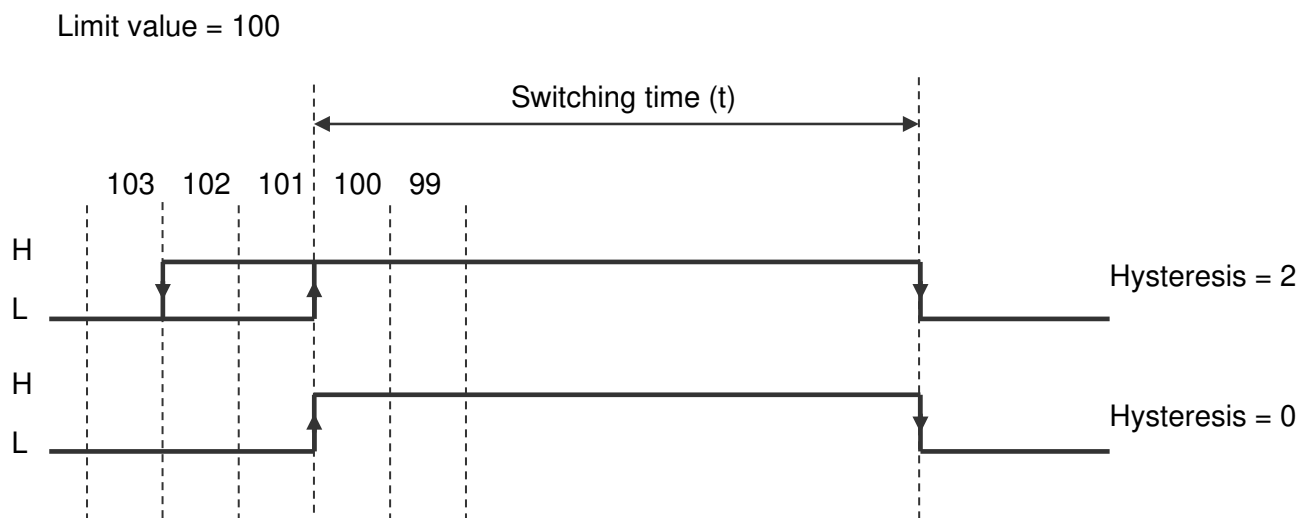 Limit value = 100
Switching time (t)
103 102 101 100 99
H
L
Hysteresis = 2
H
L
Hysteresis = 0